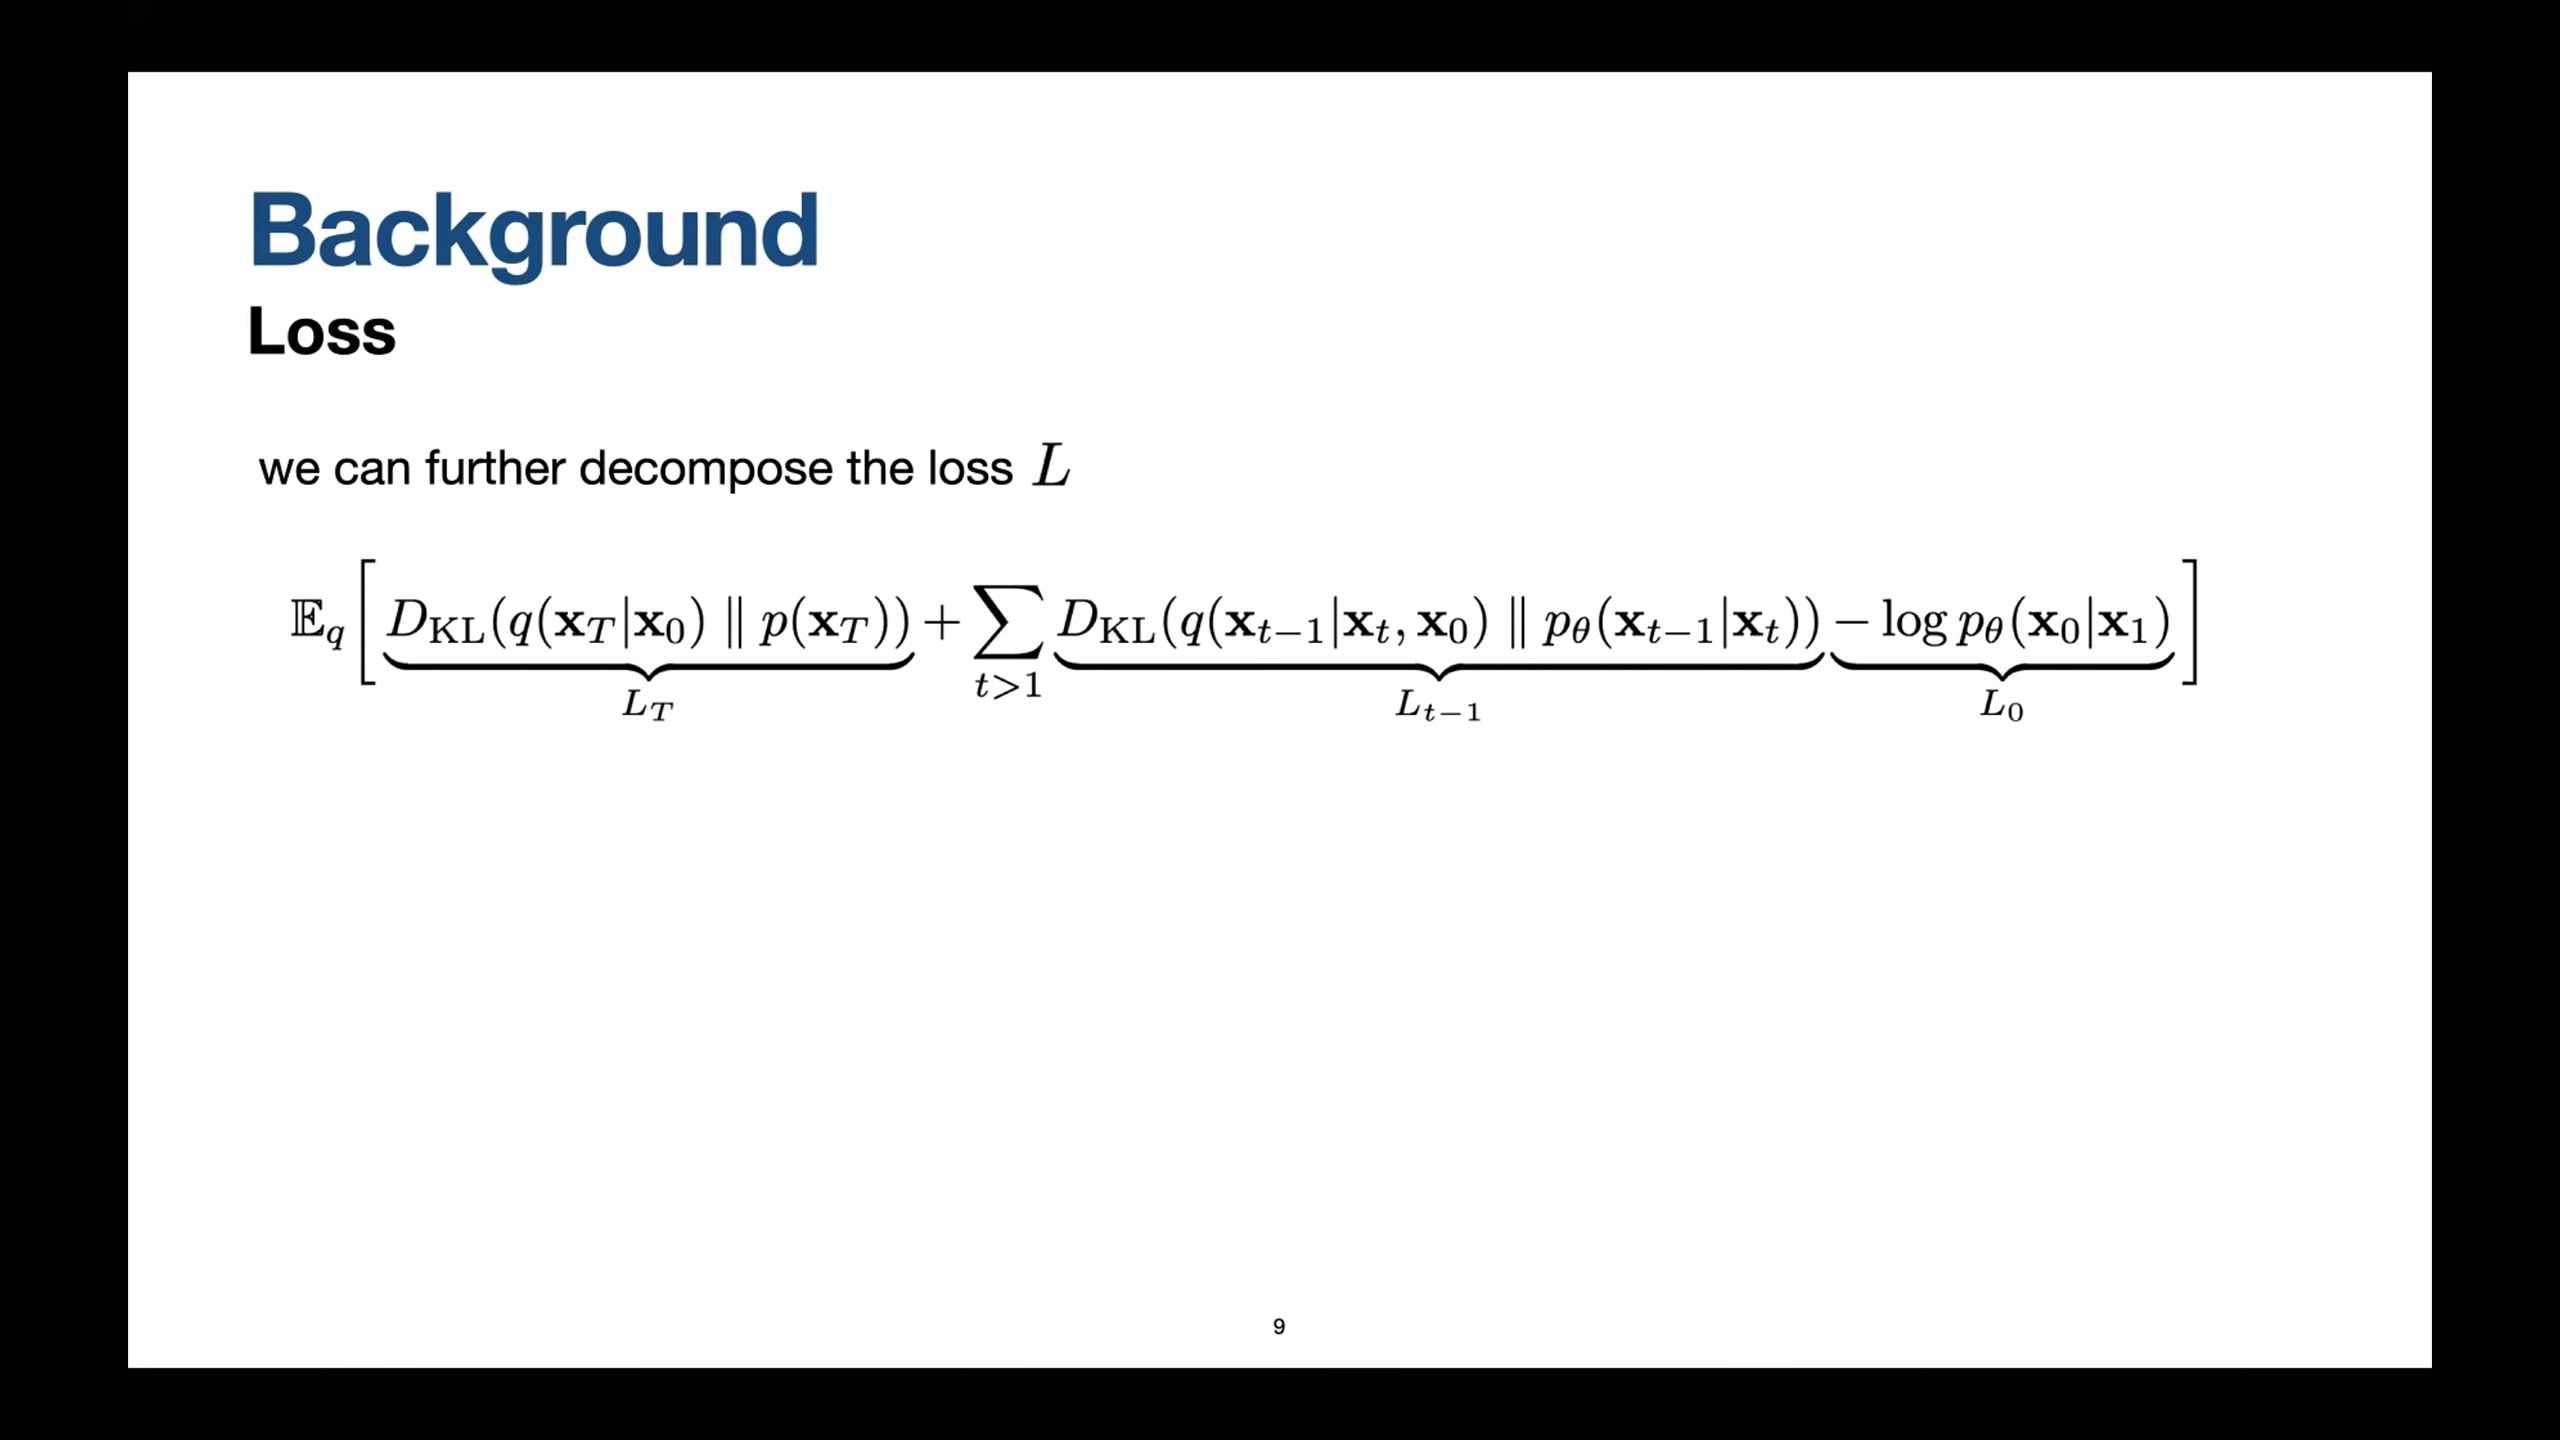 Background
Loss
we can further decompose the loss L
𝔼_q [ D_KL(q(x_T|x_0) ∥ p(x_T)) + ∑_{t>1} D_KL(q(x_{t−1}|x_t, x_0) ∥ p_θ(x_{t−1}|x_t)) − log p_θ(x_0|x_1) ]
L_T L_{t−1} L_0
9